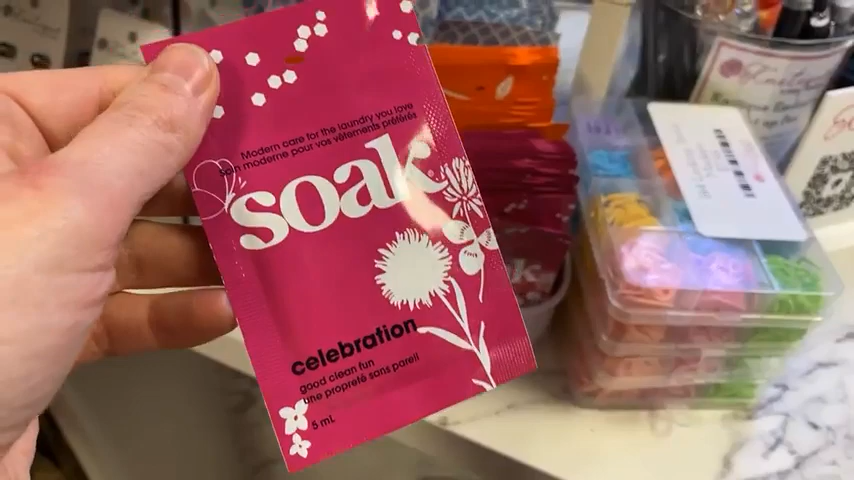 Modern care for the laundry you love
Soin moderne pour vos vêtements préférés
soak®
celebration
good clean fun
une propreté sans pareil
5 mL